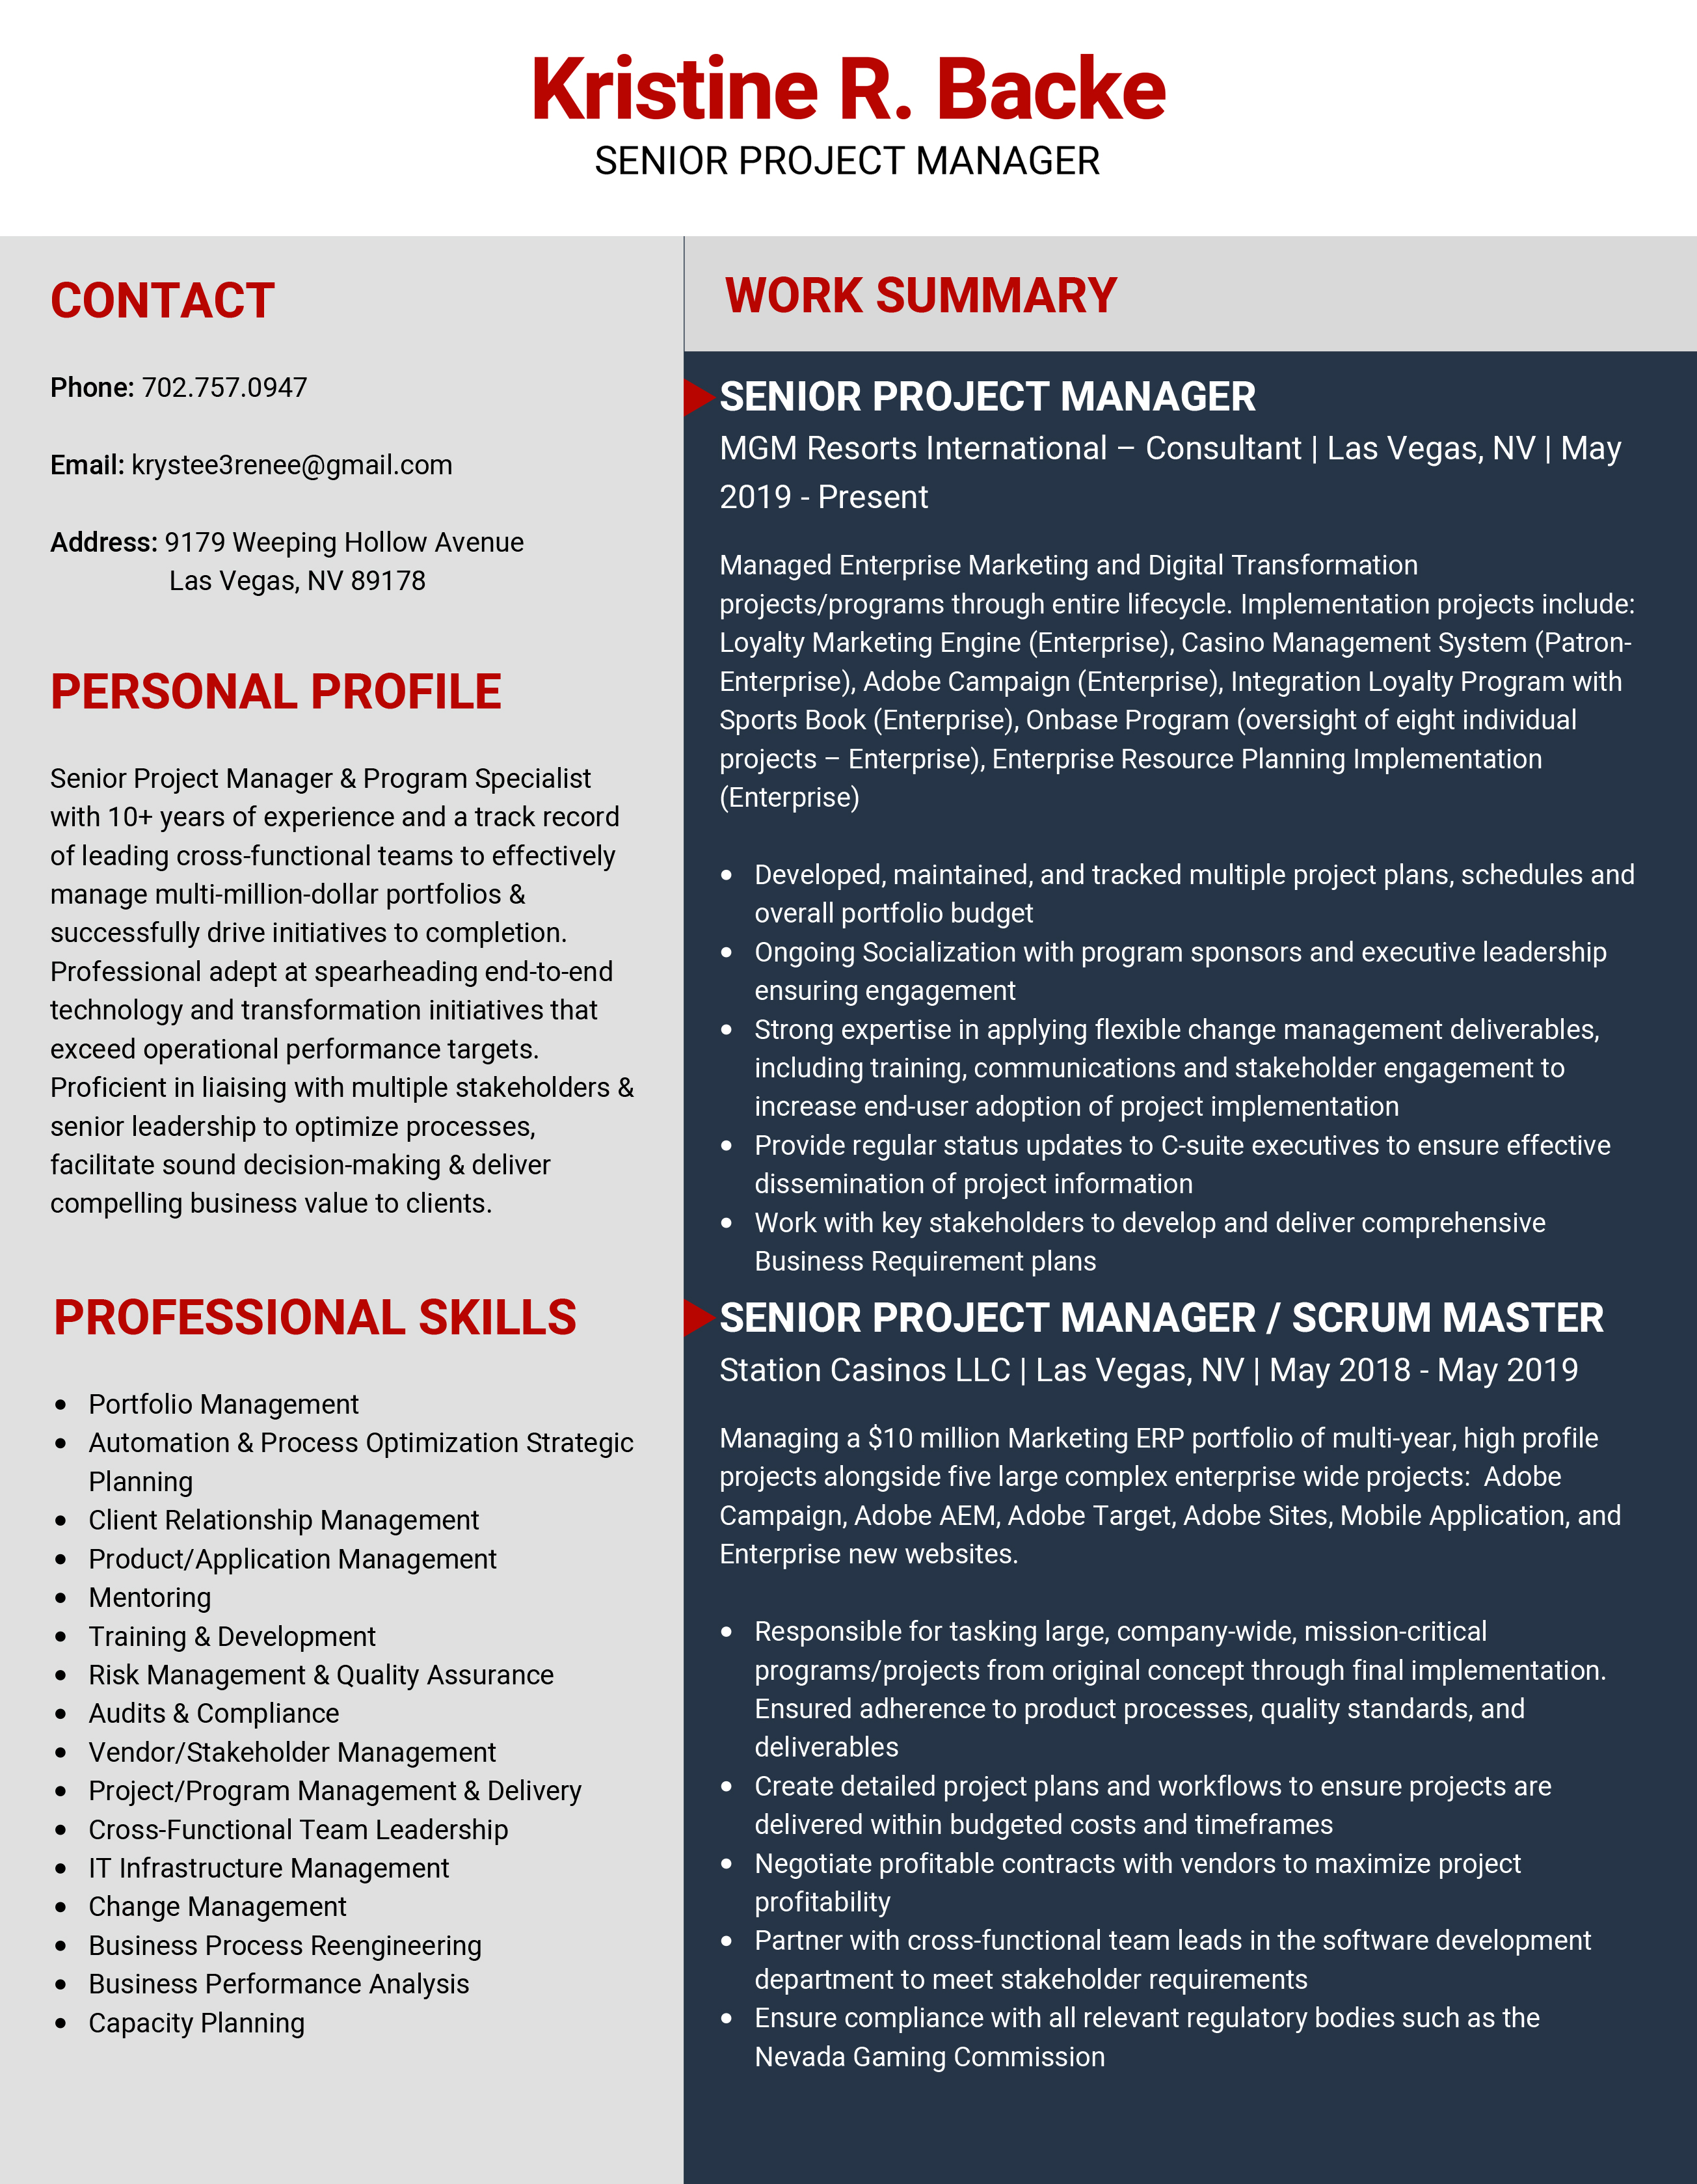 Kristine R. Backe
SENIOR PROJECT MANAGER
CONTACT
Phone: 702.757.0947
Email: krystee3renee@gmail.com
Address: 9179 Weeping Hollow Avenue
Las Vegas, NV 89178
PERSONAL PROFILE
Senior Project Manager & Program Specialist
with 10+ years of experience and a track record
of leading cross-functional teams to effectively
manage multi-million-dollar portfolios &
successfully drive initiatives to completion.
Professional adept at spearheading end-to-end
technology and transformation initiatives that
exceed operational performance targets.
Proficient in liaising with multiple stakeholders &
senior leadership to optimize processes,
facilitate sound decision-making & deliver
compelling business value to clients.
PROFESSIONAL SKILLS
• Portfolio Management
• Automation & Process Optimization Strategic
Planning
• Client Relationship Management
• Product/Application Management
• Mentoring
• Training & Development
• Risk Management & Quality Assurance
• Audits & Compliance
• Vendor/Stakeholder Management
• Project/Program Management & Delivery
• Cross-Functional Team Leadership
• IT Infrastructure Management
• Change Management
• Business Process Reengineering
• Business Performance Analysis
• Capacity Planning
WORK SUMMARY
SENIOR PROJECT MANAGER
MGM Resorts International – Consultant | Las Vegas, NV | May
2019 - Present
Managed Enterprise Marketing and Digital Transformation
projects/programs through entire lifecycle. Implementation projects include:
Loyalty Marketing Engine (Enterprise), Casino Management System (Patron-
Enterprise), Adobe Campaign (Enterprise), Integration Loyalty Program with
Sports Book (Enterprise), Onbase Program (oversight of eight individual
projects – Enterprise), Enterprise Resource Planning Implementation
(Enterprise)
• Developed, maintained, and tracked multiple project plans, schedules and
overall portfolio budget
• Ongoing Socialization with program sponsors and executive leadership
ensuring engagement
• Strong expertise in applying flexible change management deliverables,
including training, communications and stakeholder engagement to
increase end-user adoption of project implementation
• Provide regular status updates to C-suite executives to ensure effective
dissemination of project information
• Work with key stakeholders to develop and deliver comprehensive
Business Requirement plans
SENIOR PROJECT MANAGER / SCRUM MASTER
Station Casinos LLC | Las Vegas, NV | May 2018 - May 2019
Managing a $10 million Marketing ERP portfolio of multi-year, high profile
projects alongside five large complex enterprise wide projects:  Adobe
Campaign, Adobe AEM, Adobe Target, Adobe Sites, Mobile Application, and
Enterprise new websites.
• Responsible for tasking large, company-wide, mission-critical
programs/projects from original concept through final implementation.
Ensured adherence to product processes, quality standards, and
deliverables
• Create detailed project plans and workflows to ensure projects are
delivered within budgeted costs and timeframes
• Negotiate profitable contracts with vendors to maximize project
profitability
• Partner with cross-functional team leads in the software development
department to meet stakeholder requirements
• Ensure compliance with all relevant regulatory bodies such as the
Nevada Gaming Commission